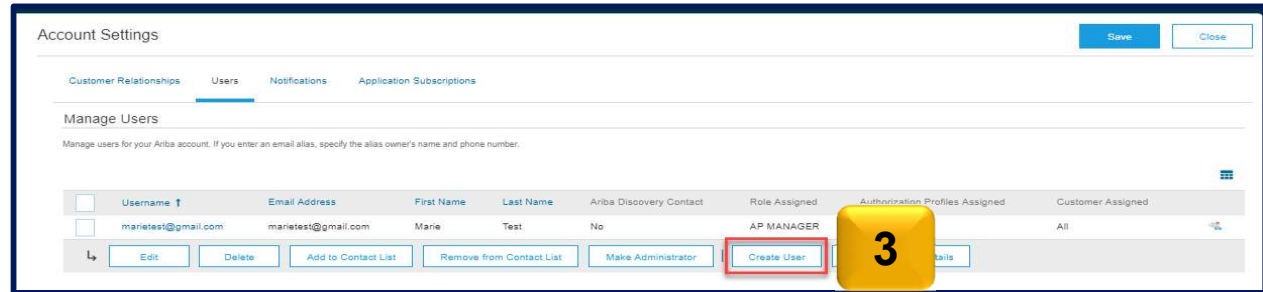 Account Settings
Save
Close
Customer Relationships
Users
Notifications
Application Subscriptions
Manage Users
Manage users for your Ariba account. If you enter an email alias, specify the alias owner's name and phone number.
Username ↑
Email Address
First Name
Last Name
Ariba Discovery Contact
Role Assigned
Authorization Profiles Assigned
Customer Assigned
marietest@gmail.com
marietest@gmail.com
Marie
Test
No
AP MANAGER
All
Edit
Delete
Add to Contact List
Remove from Contact List
Make Administrator
Create User
3